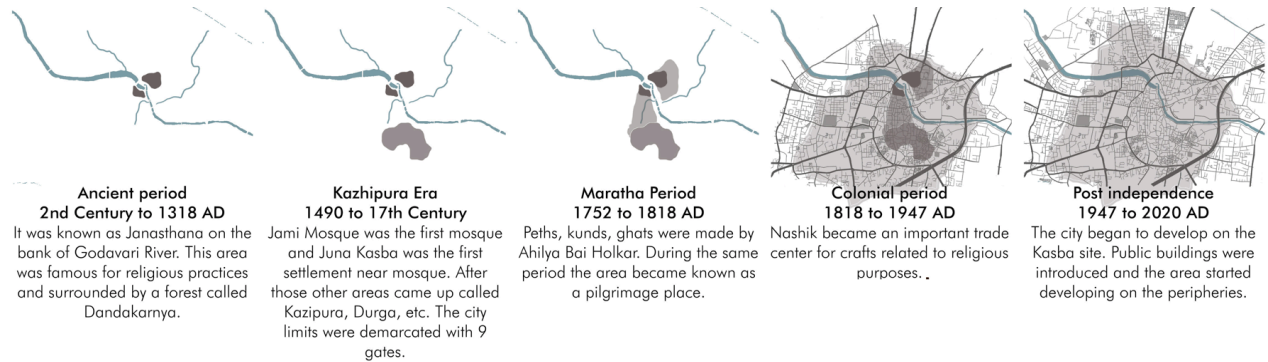 Ancient period
2nd Century to 1318 AD
It was known as Janasthana on the
bank of Godavari River. This area
was famous for religious practices
and surrounded by a forest called
Dandakarnya.
Kazhipura Era
1490 to 17th Century
Jami Mosque was the first mosque
and Juna Kasba was the first
settlement near mosque. After
those other areas came up called
Kazipura, Durga, etc. The city
limits were demarcated with 9
gates.
Maratha Period
1752 to 1818 AD
Peths, kunds, ghats were made by
Ahilya Bai Holkar. During the same
period the area became known as
a pilgrimage place.
Colonial period
1818 to 1947 AD
Nashik became an important trade
center for crafts related to religious
purposes. .
Post independence
1947 to 2020 AD
The city began to develop on the
Kasba site. Public buildings were
introduced and the area started
developing on the peripheries.